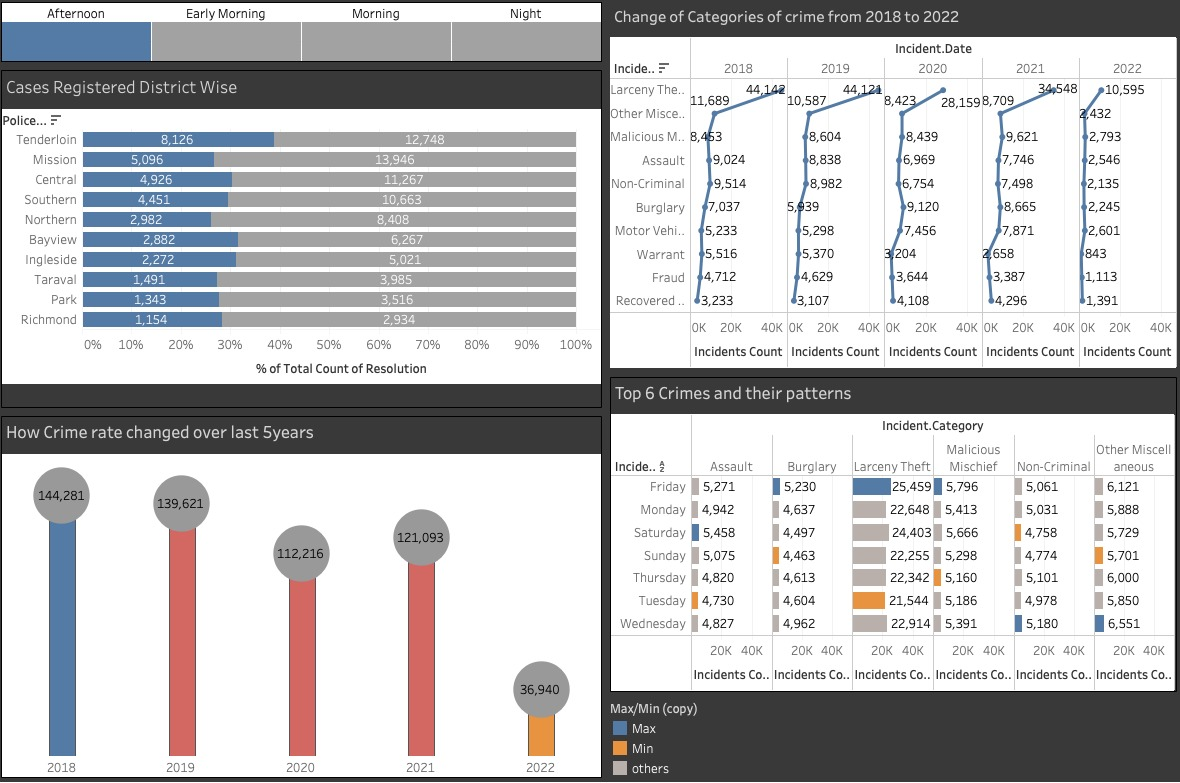 Afternoon Early Morning Morning Night
Cases Registered District Wise
Police...
Tenderloin 8,126 12,748
Mission 5,096 13,946
Central 4,926 11,267
Southern 4,451 10,663
Northern 2,982 8,408
Bayview 2,882 6,267
Ingleside 2,272 5,021
Taraval 1,491 3,985
Park 1,343 3,516
Richmond 1,154 2,934
0% 10% 20% 30% 40% 50% 60% 70% 80% 90% 100%
% of Total Count of Resolution
How Crime rate changed over last 5years
144,281 139,621 112,216 121,093 36,940
2018 2019 2020 2021 2022
Change of Categories of crime from 2018 to 2022
Incident.Date
Incide.. 2018 2019 2020 2021 2022
Larceny The.. 44,142 44,121 28,159 34,548 10,595
Other Misce.. 11,689 10,587 8,423 8,709 2,432
Malicious M.. 8,453 8,604 8,439 9,621 2,793
Assault 9,024 8,838 6,969 7,746 2,546
Non-Criminal 9,514 8,982 6,754 7,498 2,135
Burglary 7,037 5,939 9,120 8,665 2,245
Motor Vehi.. 5,233 5,298 7,456 7,871 2,601
Warrant 5,516 5,370 3,204 2,658 843
Fraud 4,712 4,629 3,644 3,387 1,113
Recovered .. 3,233 3,107 4,108 4,296 1,391
0K 20K 40K 0K 20K 40K 0K 20K 40K 0K 20K 40K 0K 20K 40K
Incidents Count Incidents Count Incidents Count Incidents Count Incidents Count
Top 6 Crimes and their patterns
Incident.Category
Incide.. Assault Burglary Larceny Theft Malicious Mischief Non-Criminal Other Miscell aneous
Friday 5,271 5,230 25,459 5,796 5,061 6,121
Monday 4,942 4,637 22,648 5,413 5,031 5,888
Saturday 5,458 4,497 24,403 5,666 4,758 5,729
Sunday 5,075 4,463 22,255 5,298 4,774 5,701
Thursday 4,820 4,613 22,342 5,160 5,101 6,000
Tuesday 4,730 4,604 21,544 5,186 4,978 5,850
Wednesday 4,827 4,962 22,914 5,391 5,180 6,551
20K 40K 20K 40K 20K 40K 20K 40K 20K 40K 20K 40K
Incidents Co.. Incidents Co.. Incidents Co.. Incidents Co.. Incidents Co.. Incidents Co..
Max/Min (copy)
Max
Min
others